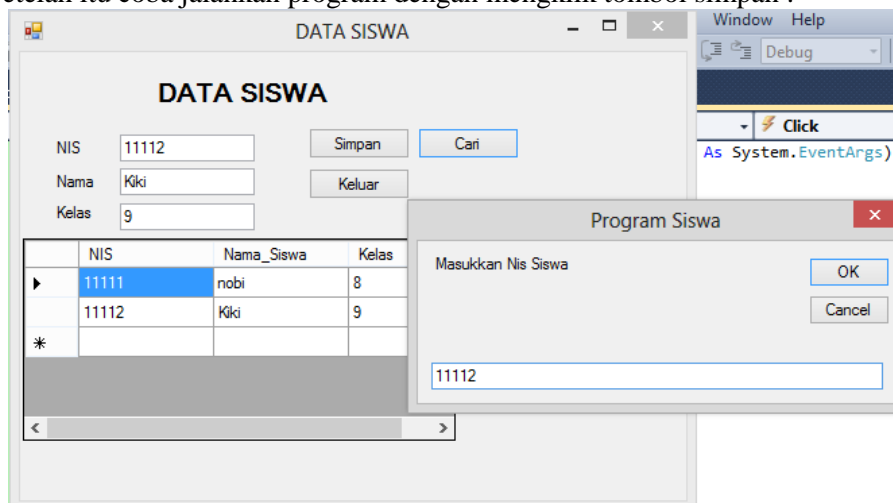 etelah itu coba jalankan program dengan mengklik tombol simpan .
DATA SISWA
Window Help
Debug
DATA SISWA
Click
NIS 11112 Simpan Cari
As System.EventArgs)
Nama Kiki Keluar
Kelas 9
Program Siswa
NIS Nama_Siswa Kelas
Masukkan Nis Siswa
OK
11111 nobi 8
Cancel
11112 Kiki 9
11112